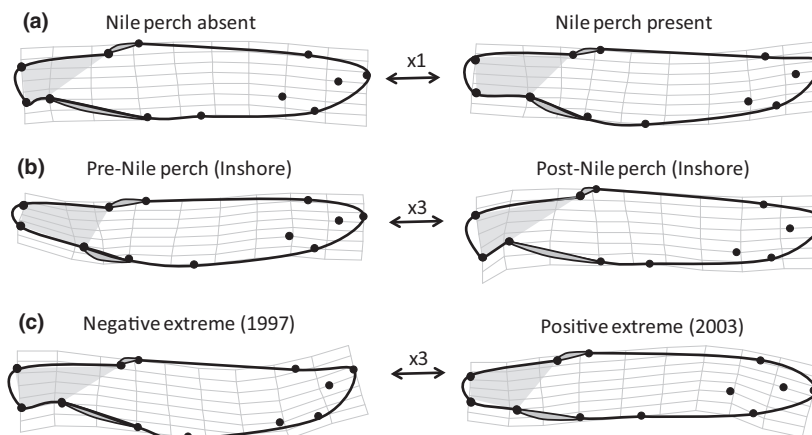 (a) Nile perch absent Nile perch present
x1
(b) Pre-Nile perch (Inshore) Post-Nile perch (Inshore)
x3
(c) Negative extreme (1997) Positive extreme (2003)
x3